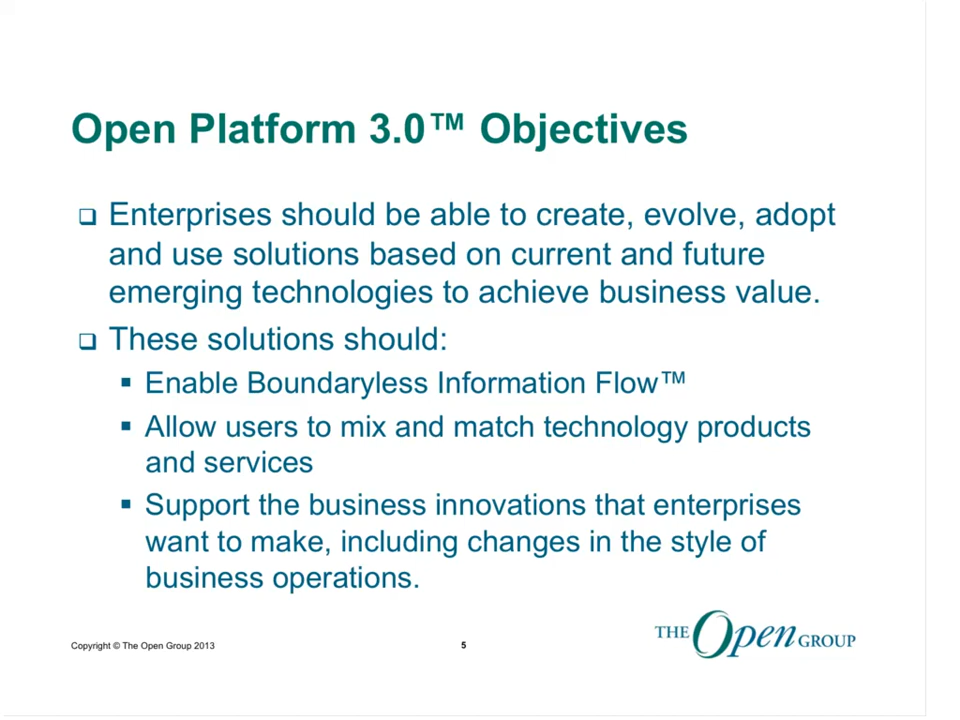 Open Platform 3.0™ Objectives
❑ Enterprises should be able to create, evolve, adopt
and use solutions based on current and future
emerging technologies to achieve business value.
❑ These solutions should:
▪ Enable Boundaryless Information Flow™
▪ Allow users to mix and match technology products
and services
▪ Support the business innovations that enterprises
want to make, including changes in the style of
business operations.
Copyright © The Open Group 2013
5
THE Open GROUP